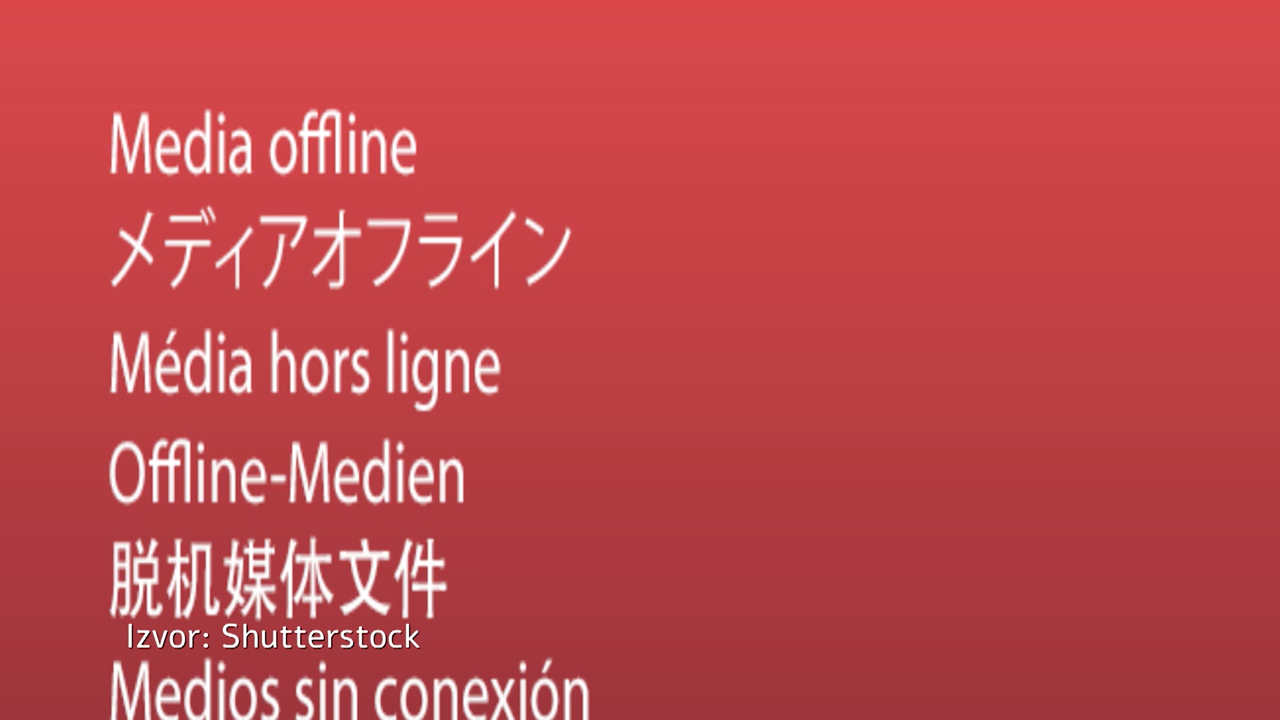 Media offline
メディアオフライン
Média hors ligne
Offline-Medien
脱机媒体文件
Izvor: Shutterstock
Medios sin conexión